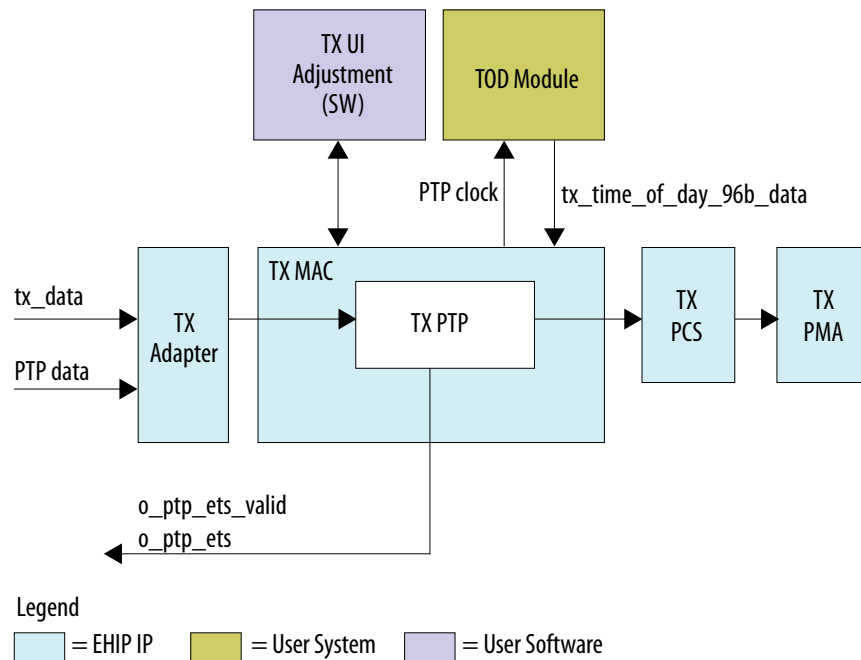 TX UI
Adjustment
(SW)
TOD Module
PTP clock
tx_time_of_day_96b_data
tx_data
PTP data
TX
Adapter
TX MAC
TX PTP
TX
PCS
TX
PMA
o_ptp_ets_valid
o_ptp_ets
Legend
= EHIP IP
= User System
= User Software